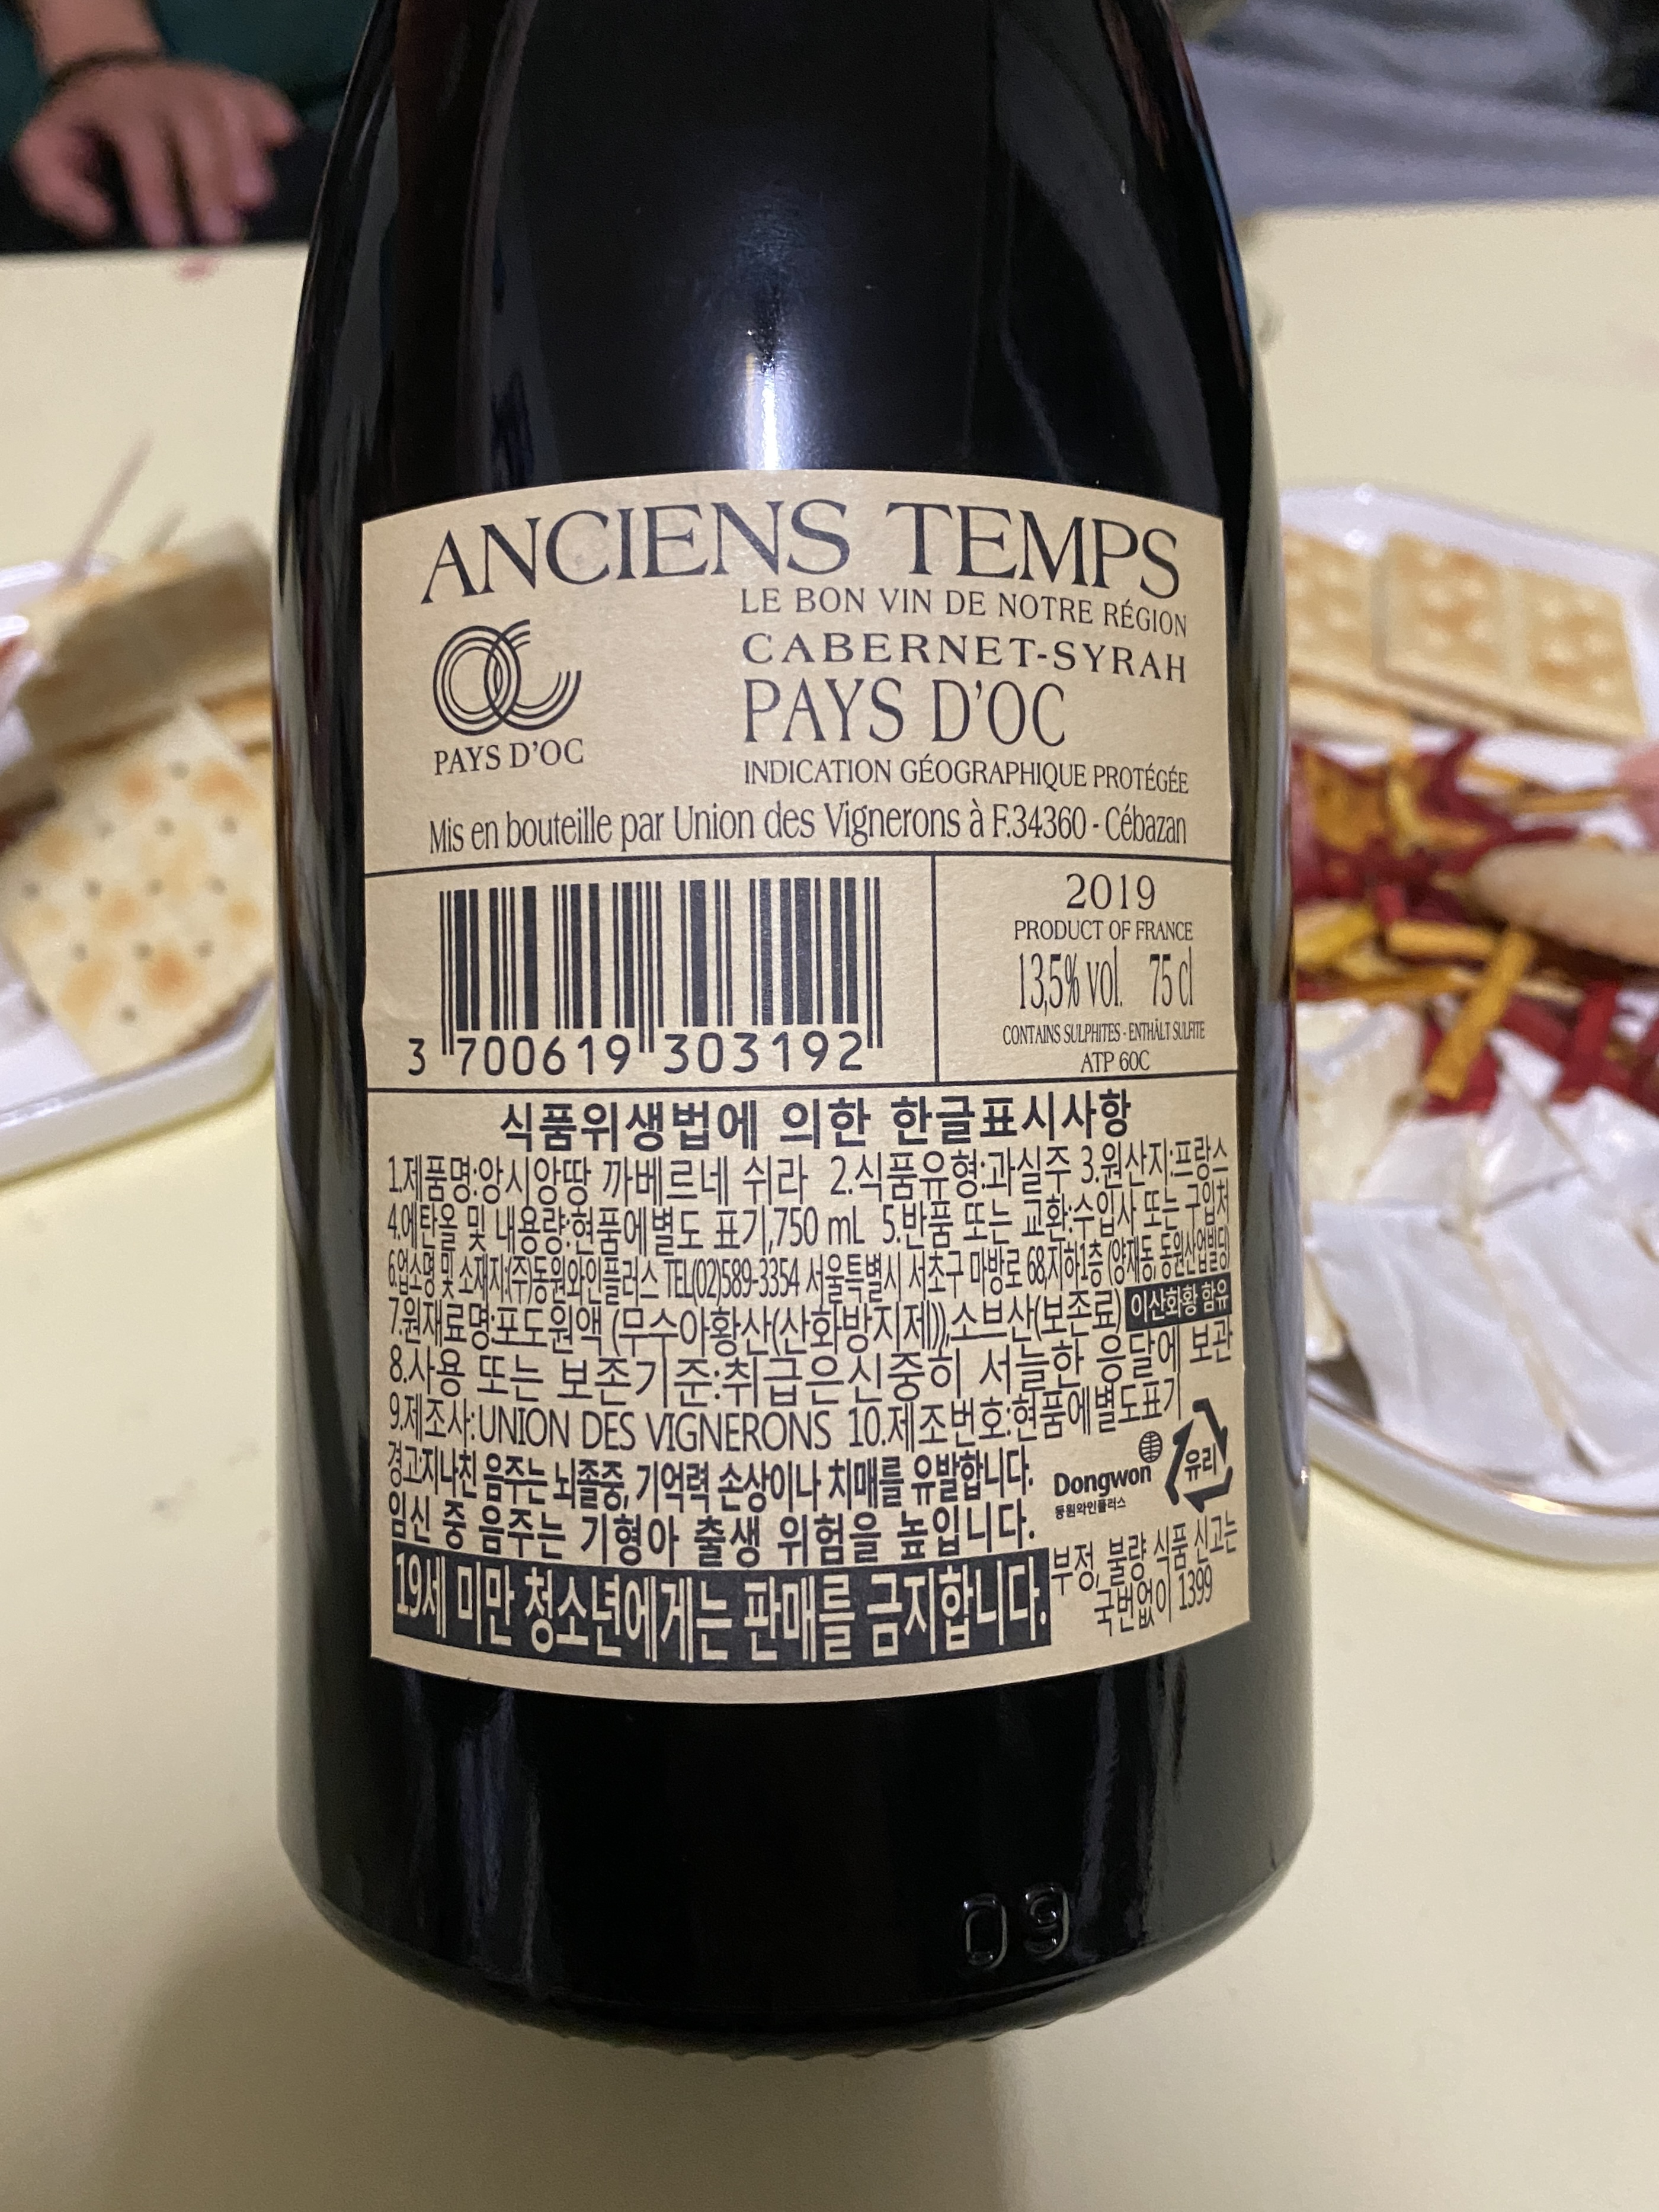 ANCIENS TEMPS
LE BON VIN DE NOTRE RÉGION
CABERNET-SYRAH
PAYS D'OC
INDICATION GÉOGRAPHIQUE PROTÉGÉE
OC
PAYS D'OC
Mis en bouteille par Union des Vignerons à F.34360 - Cébazan
3 700619 303192
2019
PRODUCT OF FRANCE
13,5% vol. 75 cl
CONTAINS SULPHITES - ENTHÄLT SULFITE
ATP 60C
식품위생법에 의한 한글표시사항
1.제품명:앙시앙땅 까베르네 쉬라 2.식품유형:과실주 3.원산지:프랑스
4.에탄올 및 내용량:현품에별도 표기,750 mL 5.반품 또는 교환:수입사 또는 구입처
6.업소명 및 소재지:(주)동원와인플러스 TEL(02)589-3354 서울특별시 서초구 마방로 68,지하1층 (양재동, 동원산업빌딩)
7.원재료명:포도원액 (무수아황산(산화방지제)),소브산(보존료) 이산화황 함유
8.사용 또는 보존기준:취급은신중히 서늘한 응달에 보관
9.제조사:UNION DES VIGNERONS 10.제조번호:현품에별도표기
경고:지나친 음주는 뇌졸중, 기억력 손상이나 치매를 유발합니다.
임신 중 음주는 기형아 출생 위험을 높입니다.
19세 미만 청소년에게는 판매를 금지합니다.
Dongwon
동원와인플러스
유리
부정, 불량 식품 신고는
국번없이 1399
09